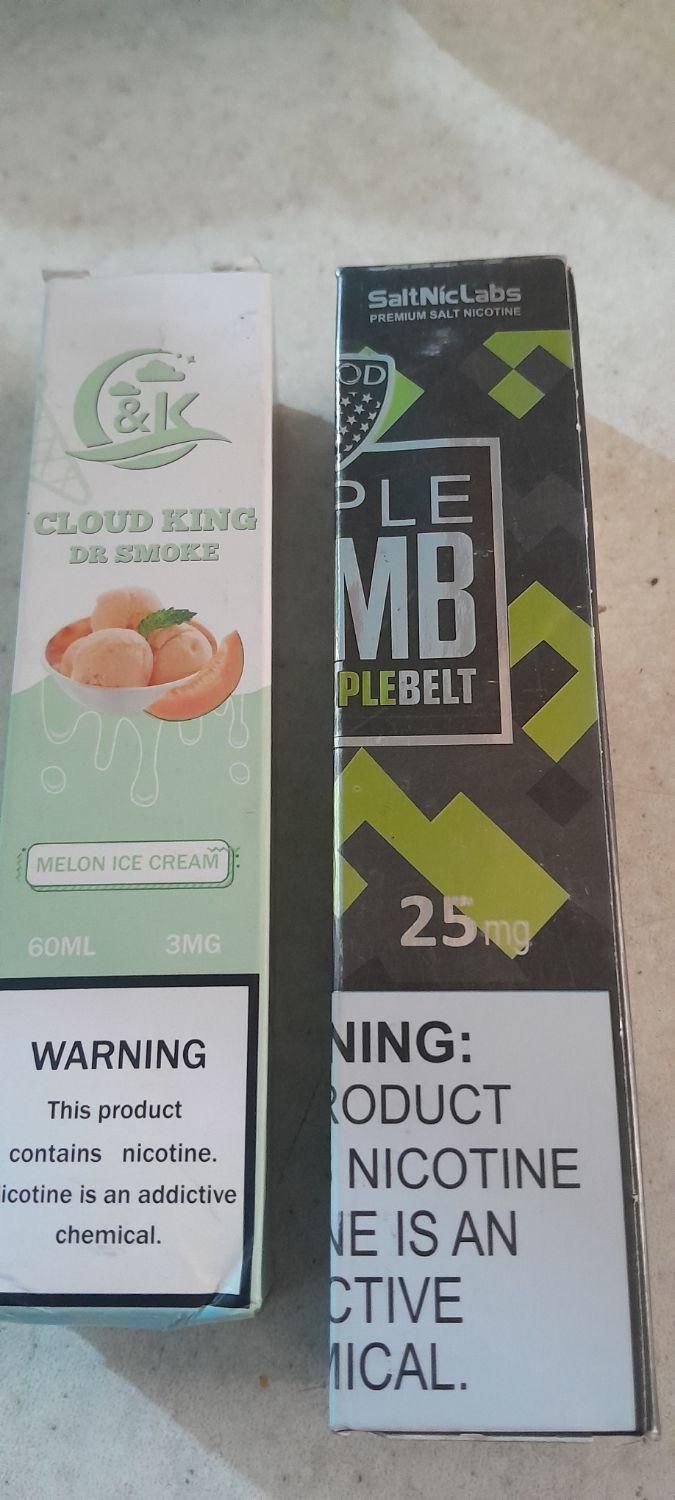 &K
CLOUD KING
DR SMOKE
MELON ICE CREAM
60ML 3MG
WARNING
This product
contains nicotine.
icotine is an addictive
chemical.
SaltNicLabs
PREMIUM SALT NICOTINE
OD
PLE
MB
PLEBELT
25mg
NING:
RODUCT
NICOTINE
NE IS AN
CTIVE
MICAL.